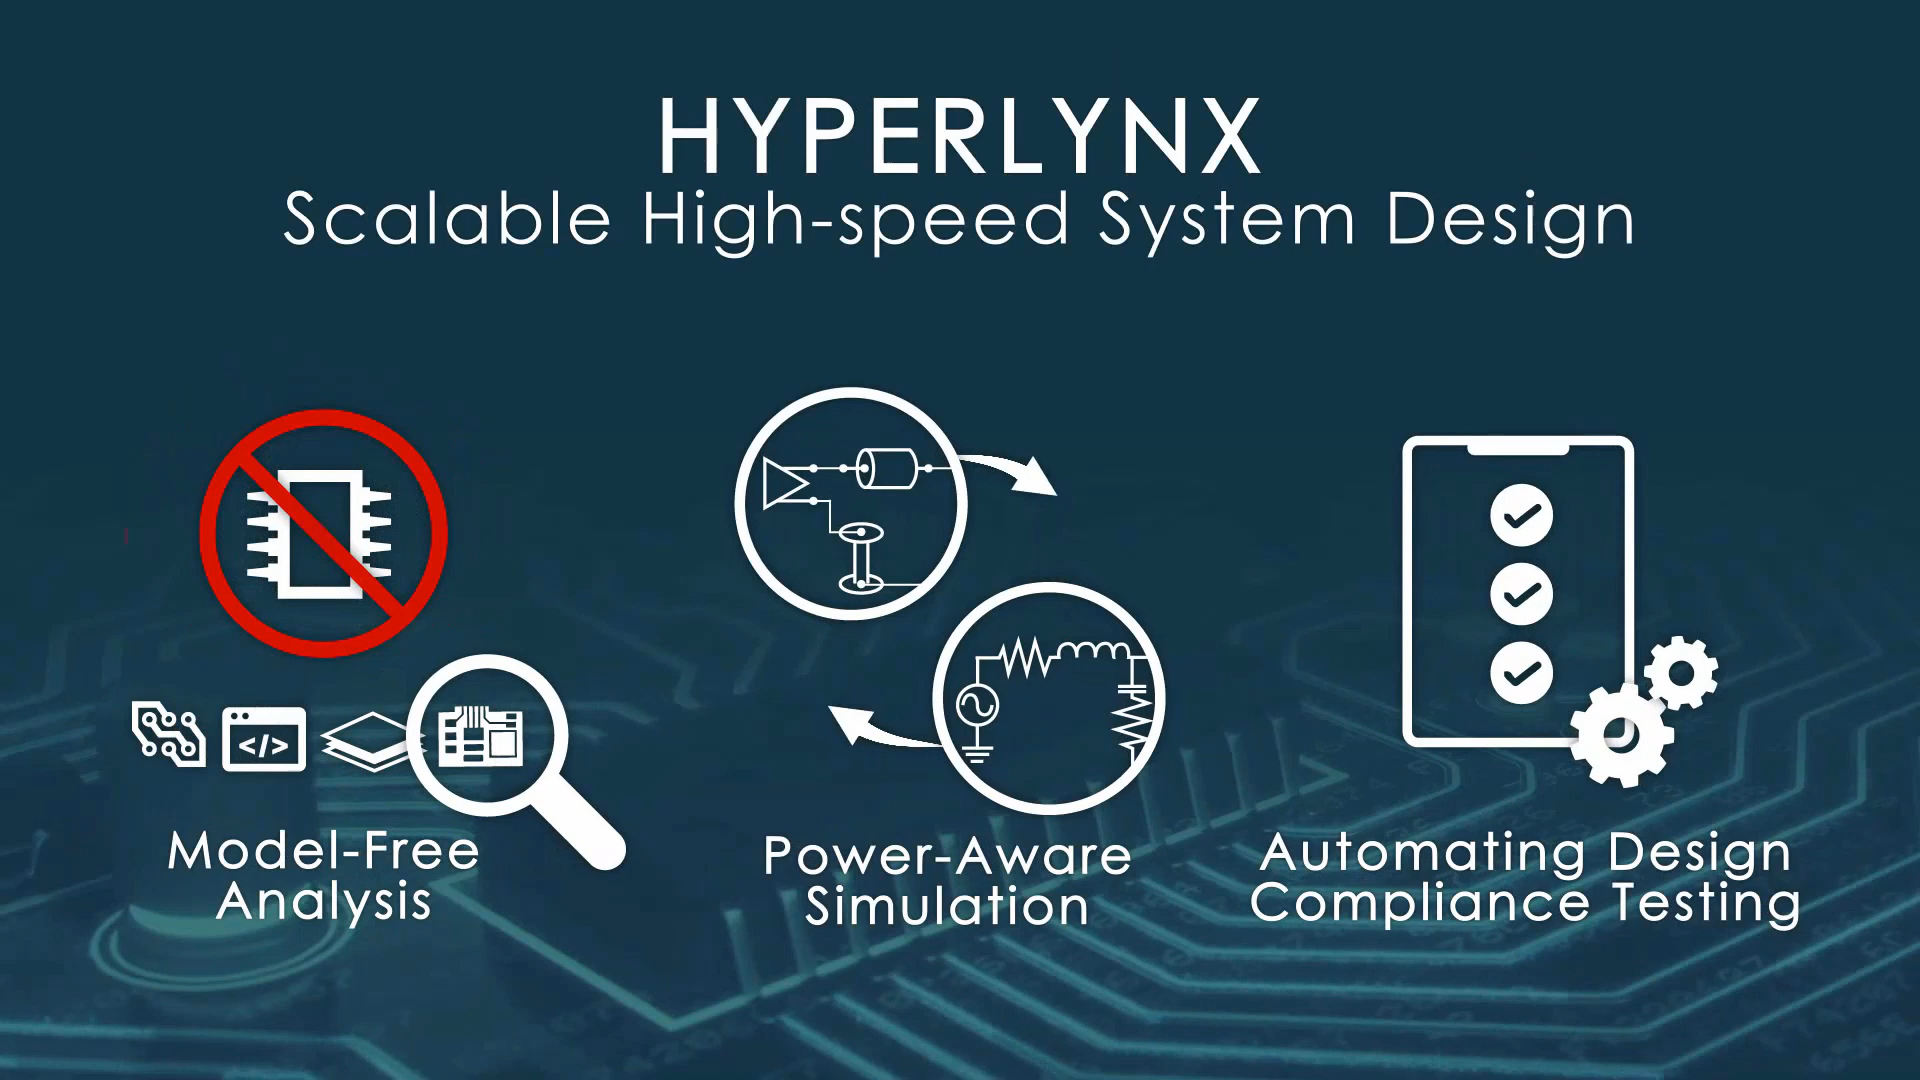 HYPERLYNX
Scalable High-speed System Design
</>
Model-Free
Analysis
Power-Aware
Simulation
Automating Design
Compliance Testing